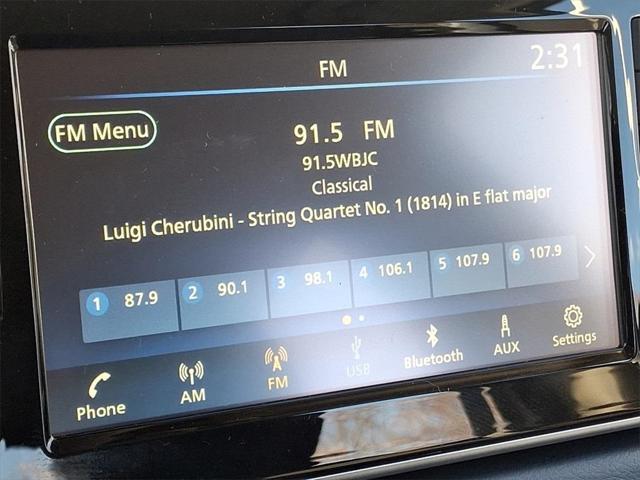 FM 2:31
FM Menu
91.5 FM
91.5WBJC
Classical
Luigi Cherubini - String Quartet No. 1 (1814) in E flat major
1 87.9 2 90.1 3 98.1 4 106.1 5 107.9 6 107.9
Phone AM FM USB Bluetooth AUX Settings